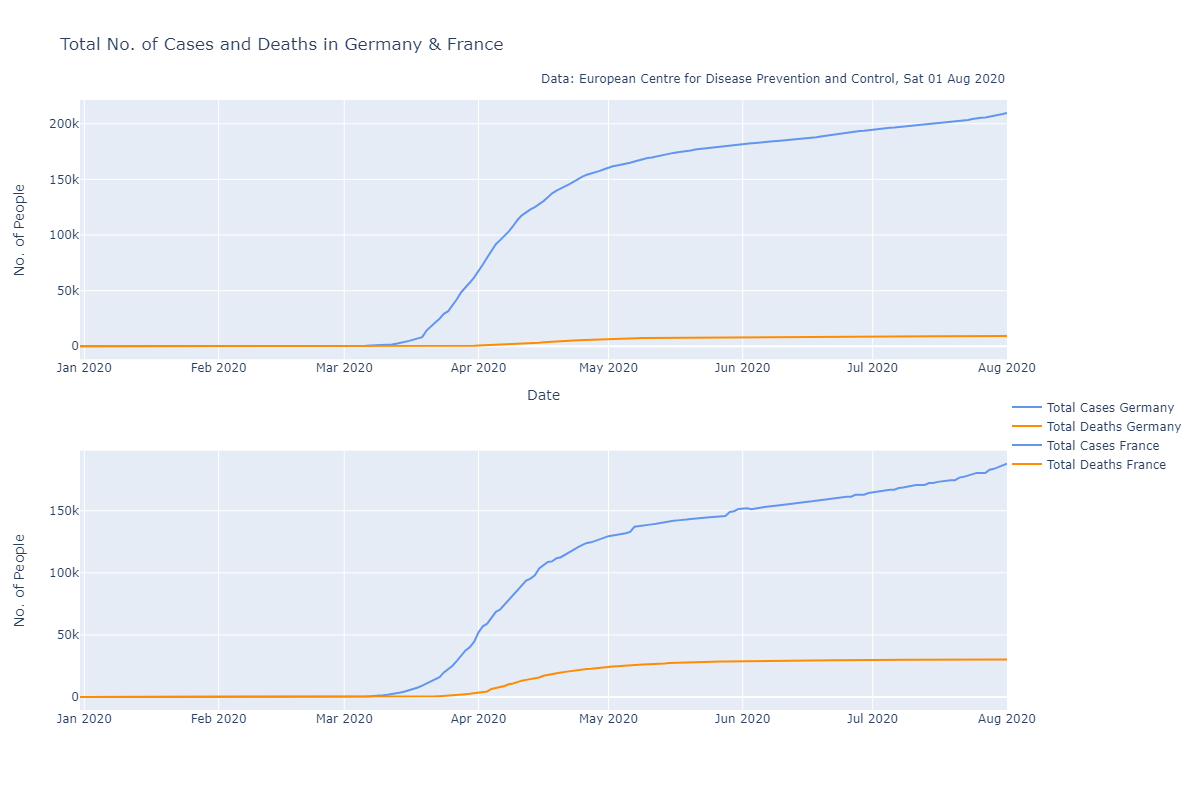 Total No. of Cases and Deaths in Germany & France
Data: European Centre for Disease Prevention and Control, Sat 01 Aug 2020
200k
150k
100k
50k
0
No. of People
Jan 2020 Feb 2020 Mar 2020 Apr 2020 May 2020 Jun 2020 Jul 2020 Aug 2020
Date
Total Cases Germany
Total Deaths Germany
Total Cases France
Total Deaths France
150k
100k
50k
0
No. of People
Jan 2020 Feb 2020 Mar 2020 Apr 2020 May 2020 Jun 2020 Jul 2020 Aug 2020